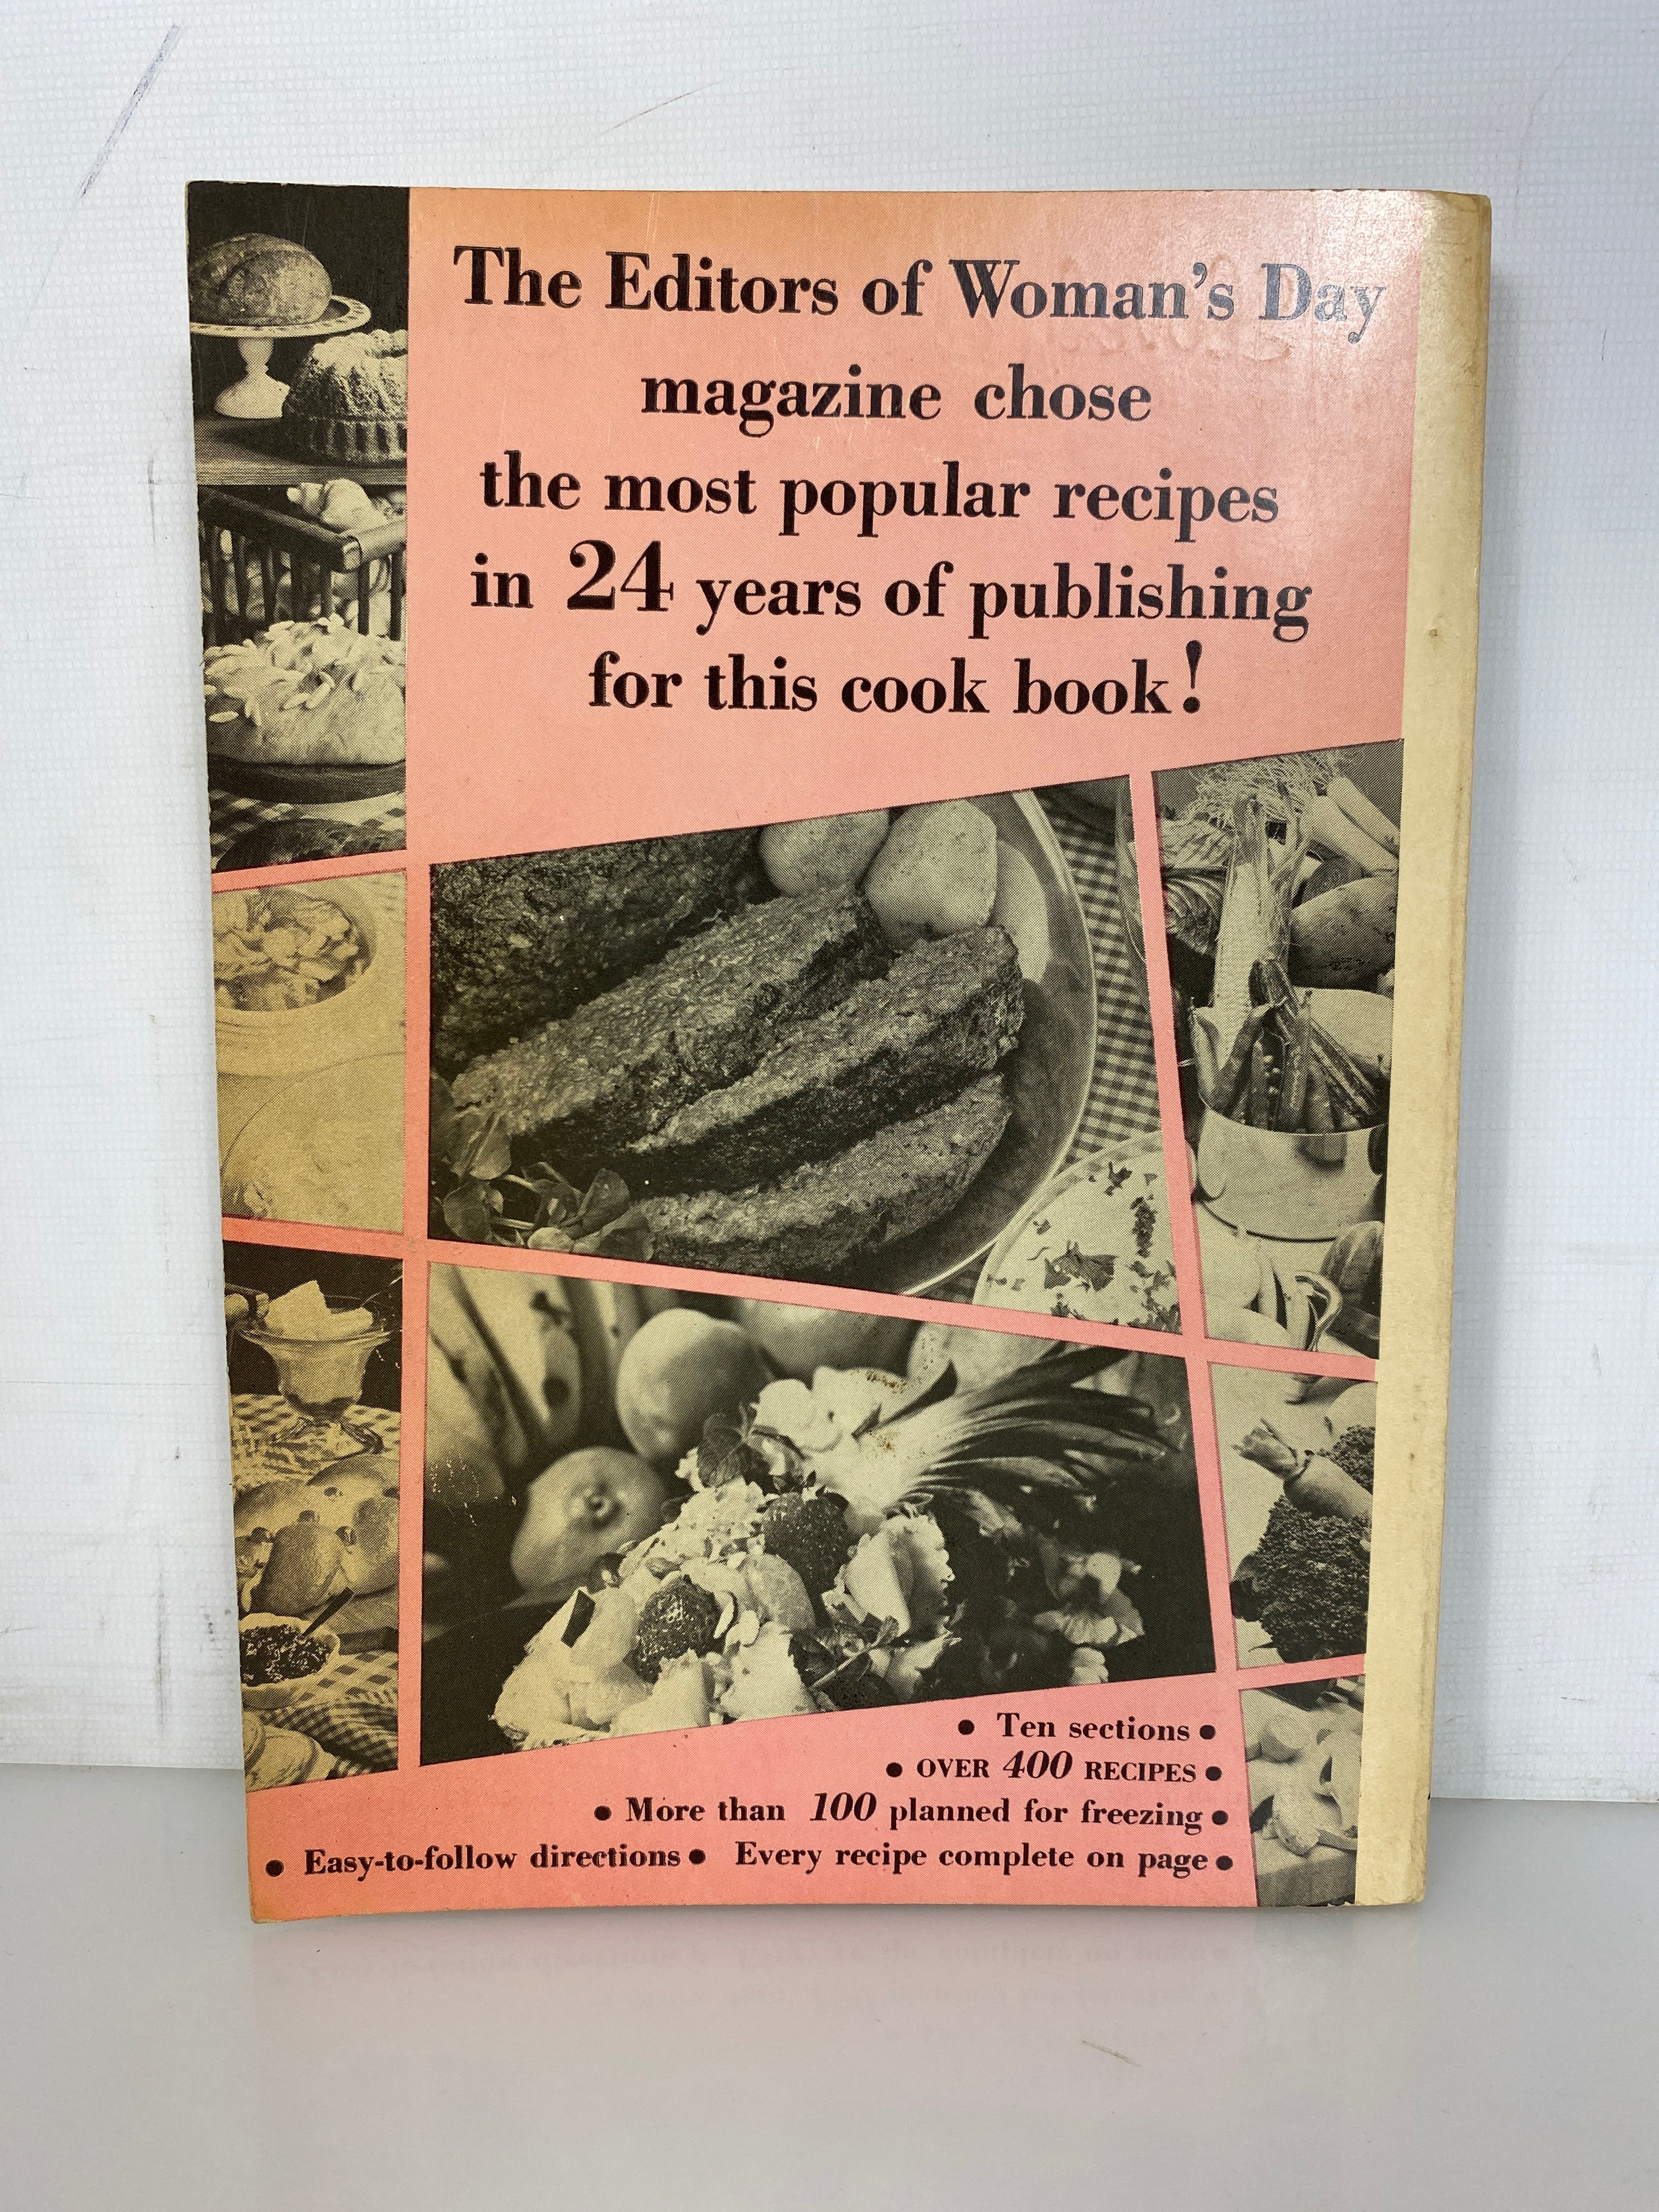 The Editors of Woman's Day
magazine chose
the most popular recipes
in 24 years of publishing
for this cook book!
• Ten sections •
• OVER 400 RECIPES •
• More than 100 planned for freezing •
• Easy-to-follow directions • Every recipe complete on page •